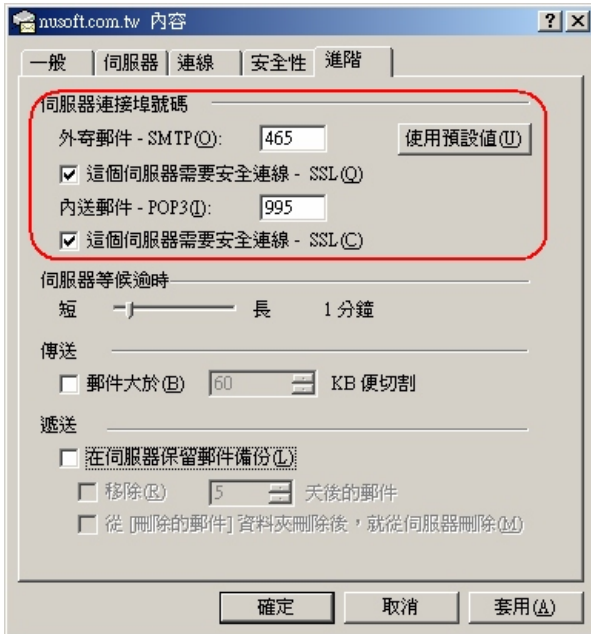 nusoft.com.tw 內容
一般 伺服器 連線 安全性 進階
伺服器連接埠號碼
外寄郵件 - SMTP(O): 465 使用預設值(U)
這個伺服器需要安全連線 - SSL(Q)
內送郵件 - POP3(I): 995
這個伺服器需要安全連線 - SSL(C)
伺服器等候逾時
短 長 1 分鐘
傳送
郵件大於(B) 60 KB 便切割
遞送
在伺服器保留郵件備份(L)
移除(R) 5 天後的郵件
從 [刪除的郵件] 資料夾刪除後，就從伺服器刪除(M)
確定 取消 套用(A)